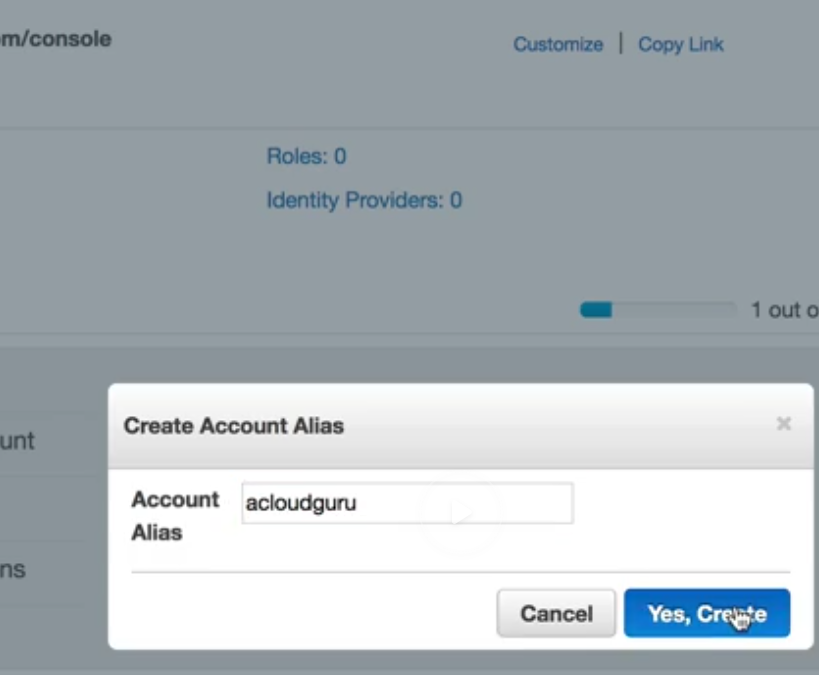 m/console
Customize | Copy Link
Roles: 0
Identity Providers: 0
1 out o
Create Account Alias
unt
Account
Alias
acloudguru
ns
Cancel
Yes, Create